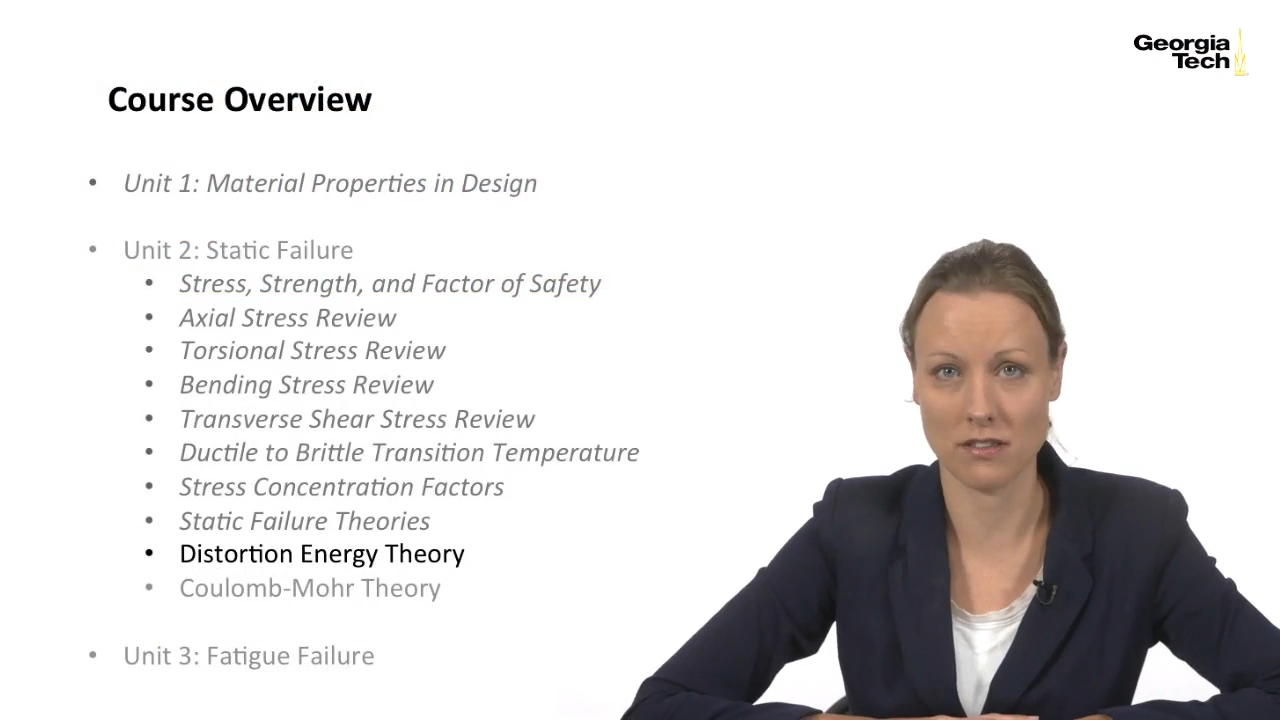 Georgia
Tech
Course Overview
• Unit 1: Material Properties in Design
• Unit 2: Static Failure
• Stress, Strength, and Factor of Safety
• Axial Stress Review
• Torsional Stress Review
• Bending Stress Review
• Transverse Shear Stress Review
• Ductile to Brittle Transition Temperature
• Stress Concentration Factors
• Static Failure Theories
• Distortion Energy Theory
• Coulomb-Mohr Theory
• Unit 3: Fatigue Failure